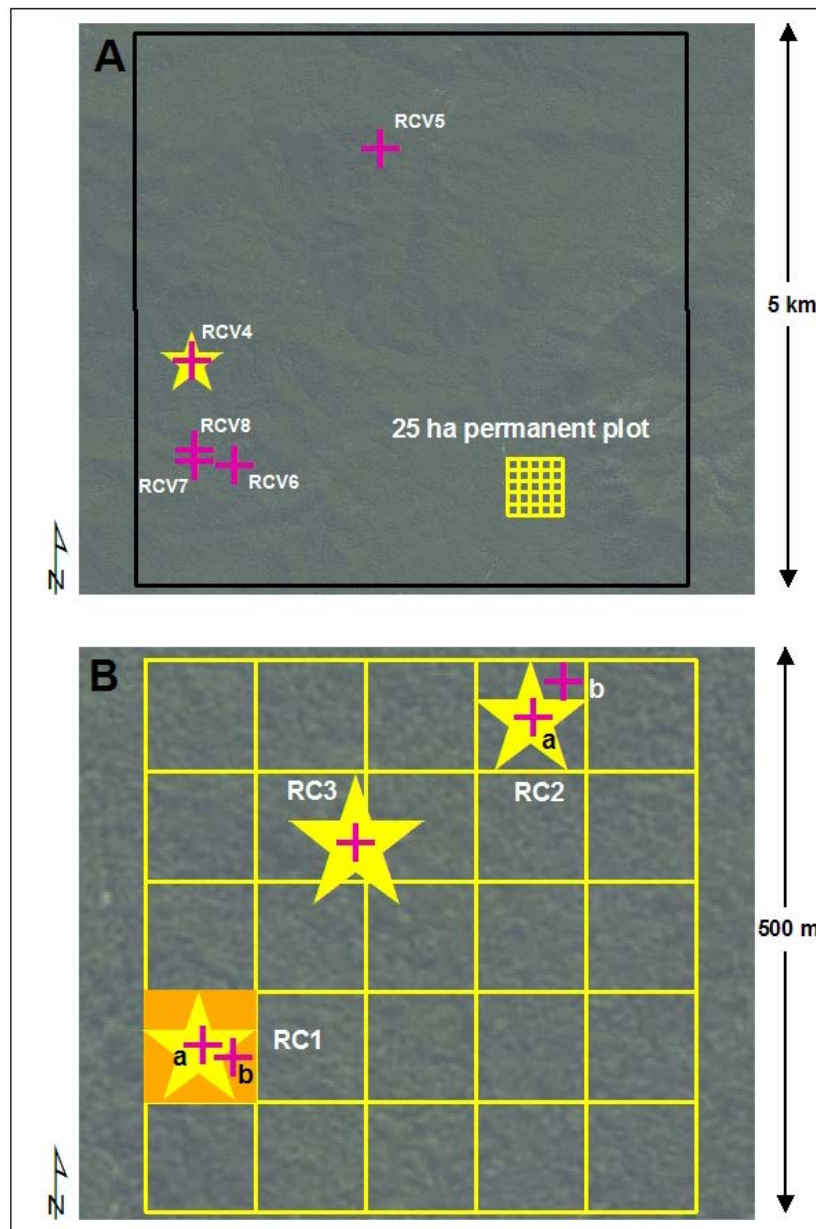 A
RCV5
RCV4
5 km
RCV8
25 ha permanent plot
RCV7
RCV6
N
B
b
a
RC3
RC2
500 m
RC1
a
b
N